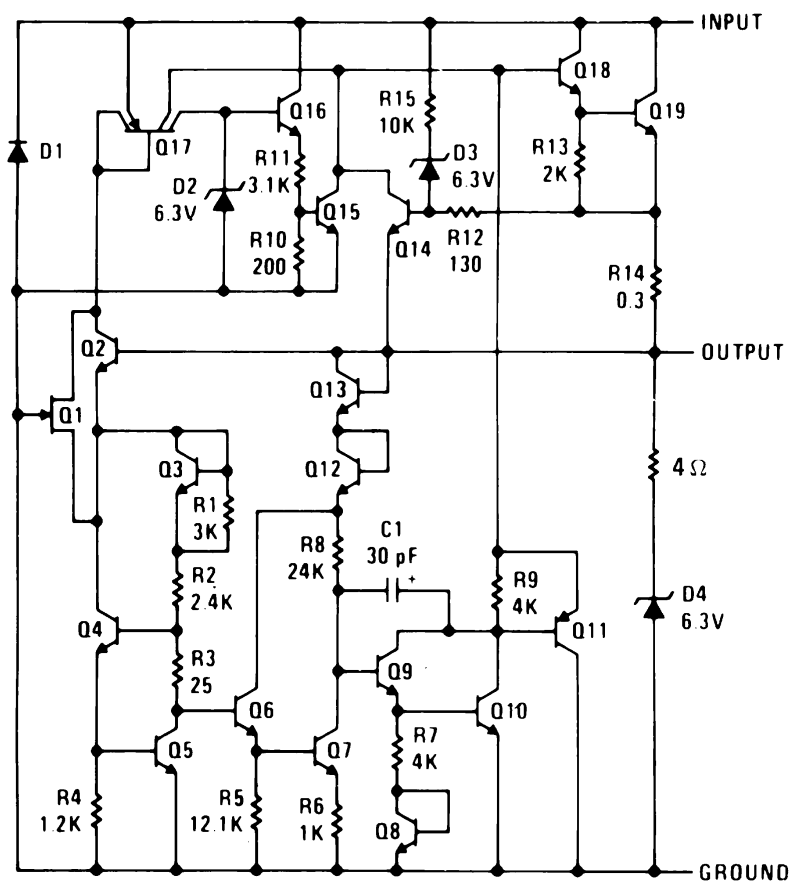 INPUT
Q18
R15
10K
Q16
Q19
D1
Q17
D3
6.3V
R13
2K
R11
3.1K
D2
6.3V
Q15
Q14
R12
130
R10
200
R14
0.3
Q2
OUTPUT
Q13
Q1
Q3
Q12
4Ω
R1
3K
C1
30 pF
+
R8
24K
R2
2.4K
R9
4K
D4
6.3V
Q4
Q11
R3
25
Q9
Q6
Q10
Q5
Q7
R7
4K
R4
1.2K
R5
12.1K
R6
1K
Q8
GROUND